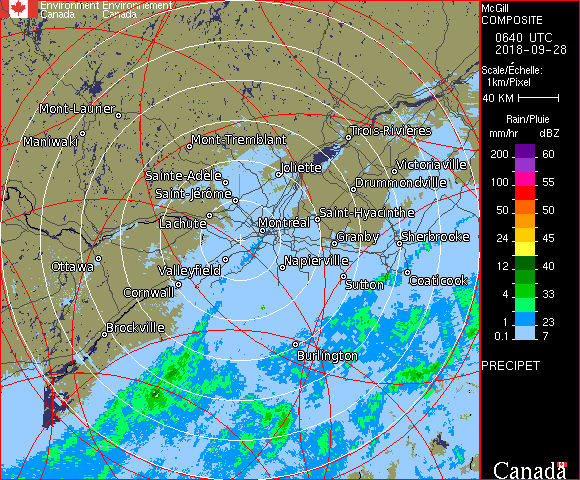 Environment Environnement
Canada Canada
McGill
COMPOSITE
0640 UTC
2018-09-28
Scale/Échelle:
1km/Pixel
40 KM
Rain/Pluie
mm/hr dBZ
200 60
100 55
50 50
24 45
12 40
4 33
1 23
0.1 7
PRECIPET
Canada
Mont-Laurier
Maniwaki
Mont-Tremblant
Trois-Rivières
Sainte-Adèle
Joliette
Victoriaville
Saint-Jérôme
Drummondville
Lachute
Saint-Hyacinthe
Montréal
Granby
Sherbrooke
Ottawa
Valleyfield
Napierville
Cornwall
Sutton
Coaticook
Brockville
Burlington